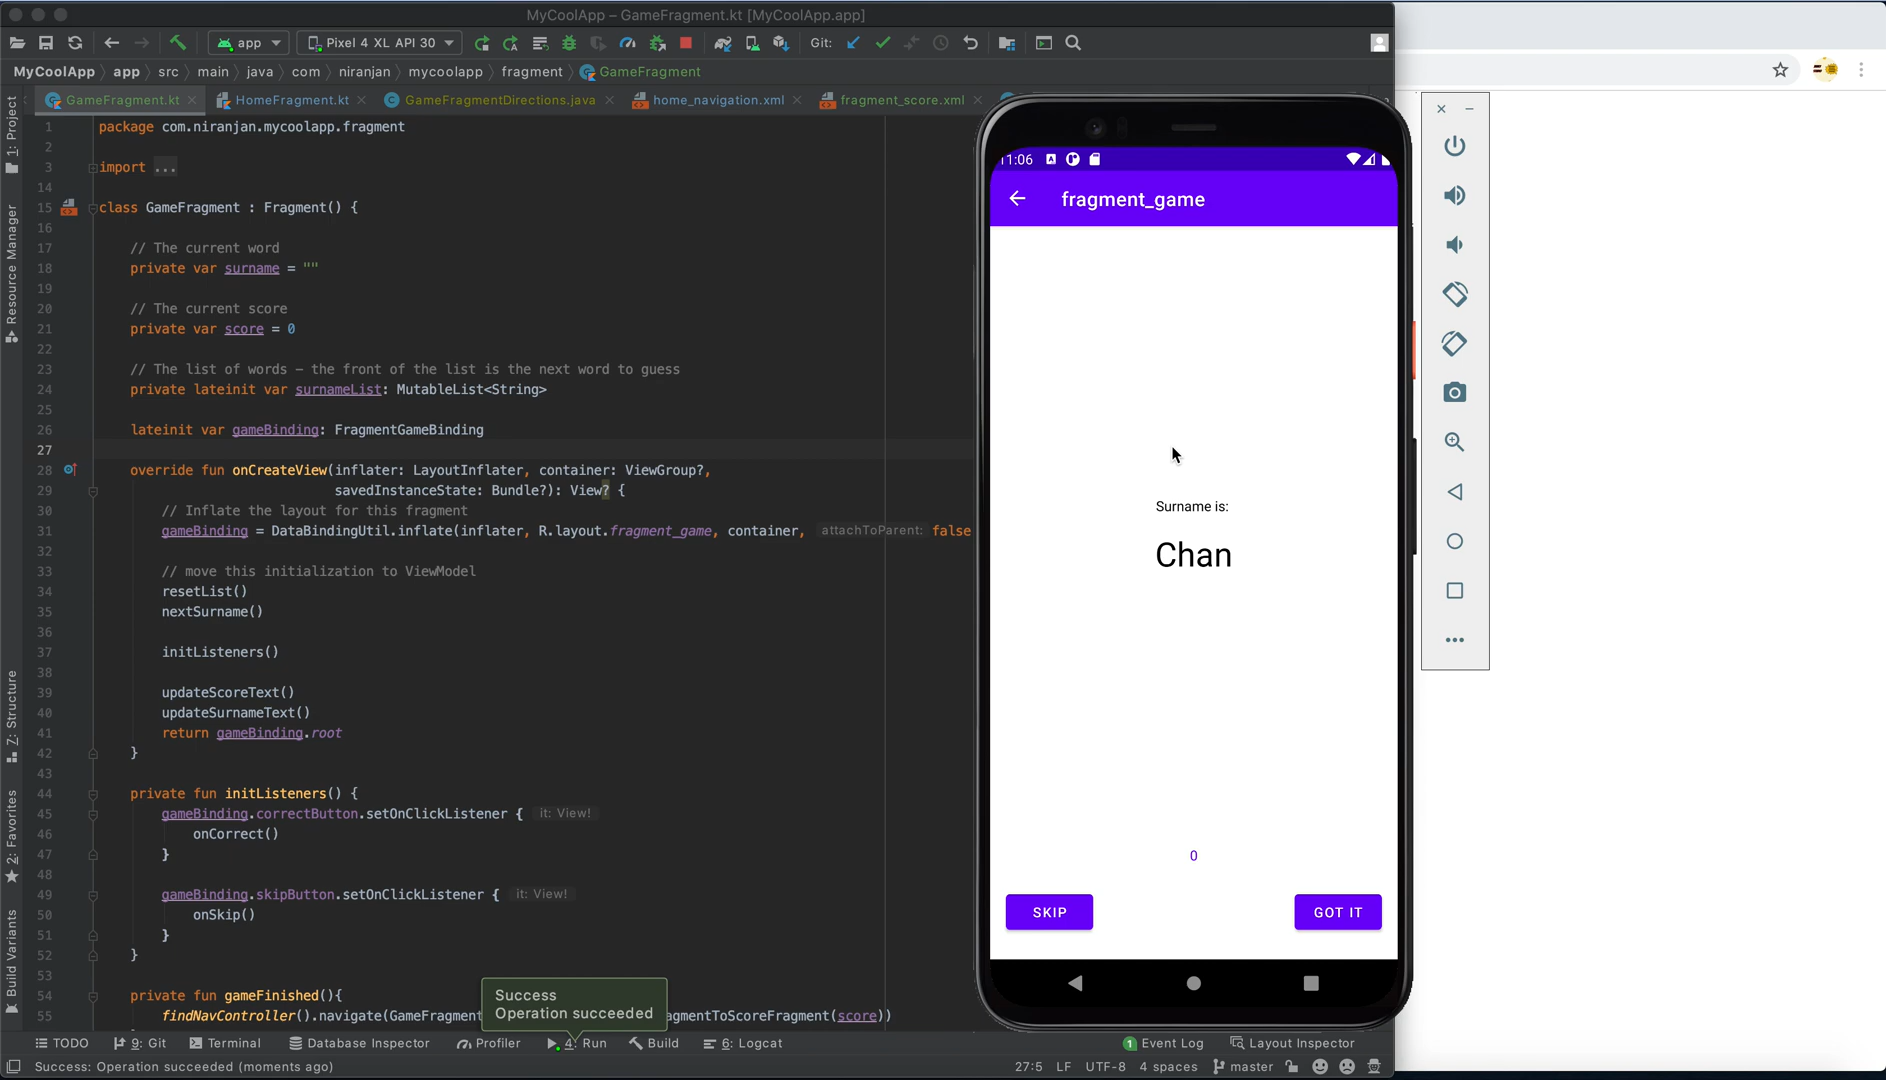 MyCoolApp – GameFragment.kt [MyCoolApp.app]
app Pixel 4 XL API 30 Git:
MyCoolApp app src main java com niranjan mycoolapp fragment GameFragment
GameFragment.kt HomeFragment.kt GameFragmentDirections.java home_navigation.xml fragment_score.xml
1: Project
Resource Manager
Z: Structure
2: Favorites
Build Variants
1 package com.niranjan.mycoolapp.fragment
2
3 import ...
14
15 class GameFragment : Fragment() {
16
17 // The current word
18 private var surname = ""
19
20 // The current score
21 private var score = 0
22
23 // The list of words – the front of the list is the next word to guess
24 private lateinit var surnameList: MutableList<String>
25
26 lateinit var gameBinding: FragmentGameBinding
27
28 override fun onCreateView(inflater: LayoutInflater, container: ViewGroup?,
29 savedInstanceState: Bundle?): View? {
30 // Inflate the layout for this fragment
31 gameBinding = DataBindingUtil.inflate(inflater, R.layout.fragment_game, container, attachToParent: false
32
33 // move this initialization to ViewModel
34 resetList()
35 nextSurname()
36
37 initListeners()
38
39 updateScoreText()
40 updateSurnameText()
41 return gameBinding.root
42 }
43
44 private fun initListeners() {
45 gameBinding.correctButton.setOnClickListener { it: View!
46 onCorrect()
47 }
48
49 gameBinding.skipButton.setOnClickListener { it: View!
50 onSkip()
51 }
52 }
53
54 private fun gameFinished(){
55 findNavController().navigate(GameFragment agmentToScoreFragment(score))
Success
Operation succeeded
11:06
fragment_game
Surname is:
Chan
0
SKIP GOT IT
TODO 9: Git Terminal Database Inspector Profiler 4: Run Build 6: Logcat 1 Event Log Layout Inspector
Success: Operation succeeded (moments ago) 27:5 LF UTF-8 4 spaces master